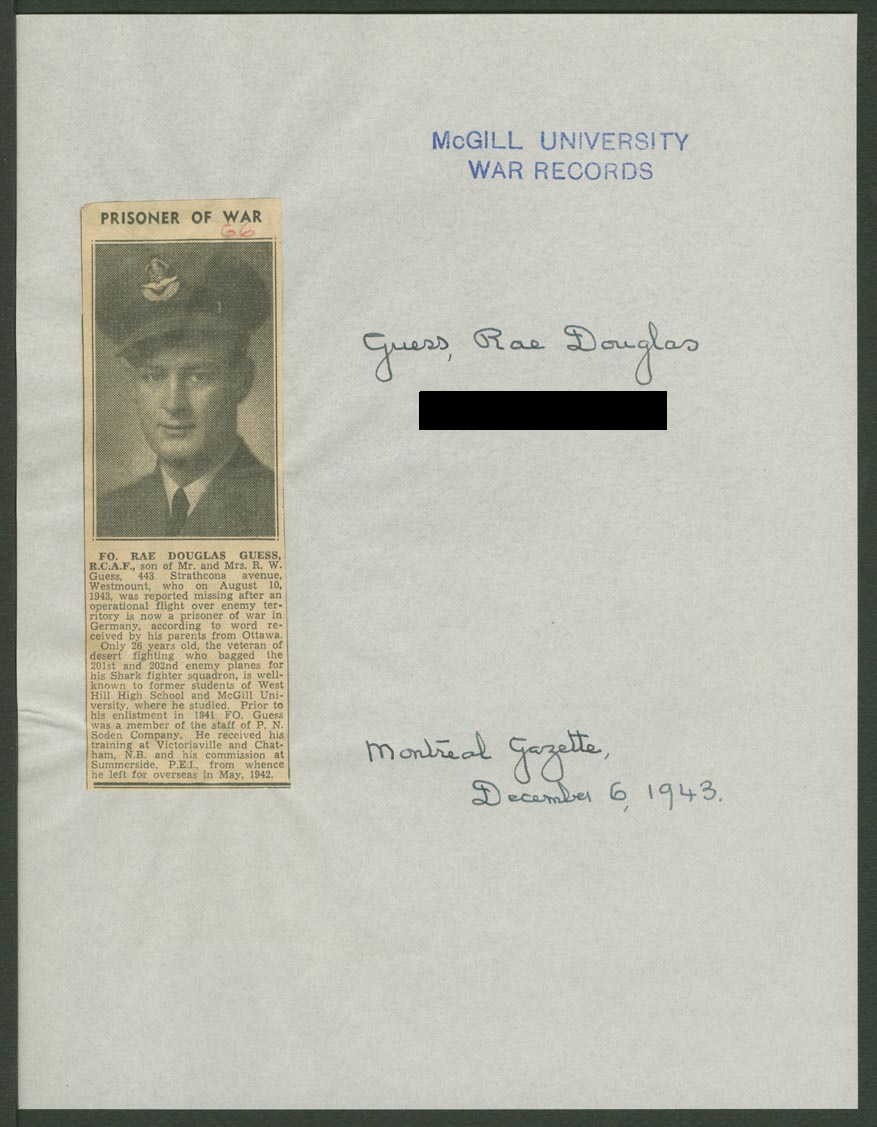 McGILL UNIVERSITY
WAR RECORDS
PRISONER OF WAR
66
Guess, Rae Douglas
FO. RAE DOUGLAS GUESS,
R.C.A.F., son of Mr. and Mrs. R. W.
Guess, 443 Strathcona avenue,
Westmount, who on August 10,
1943, was reported missing after an
operational flight over enemy ter-
ritory is now a prisoner of war in
Germany, according to word re-
ceived by his parents from Ottawa.
Only 26 years old, the veteran of
desert fighting who bagged the
201st and 202nd enemy planes for
his Shark fighter squadron, is well-
known to former students of West
Hill High School and McGill Uni-
versity, where he studied. Prior to
his enlistment in 1941 FO. Guess
was a member of the staff of P. N.
Soden Company. He received his
training at Victoriaville and Chat-
ham, N.B. and his commission at
Summerside, P.E.I., from whence
he left for overseas in May, 1942.
Montreal Gazette,
December 6, 1943.